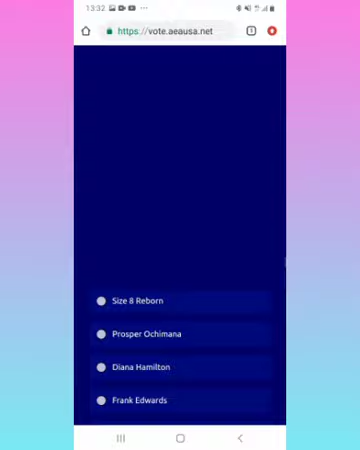 13:32
https://vote.aeausa.net
Size 8 Reborn
Prosper Ochimana
Diana Hamilton
Frank Edwards